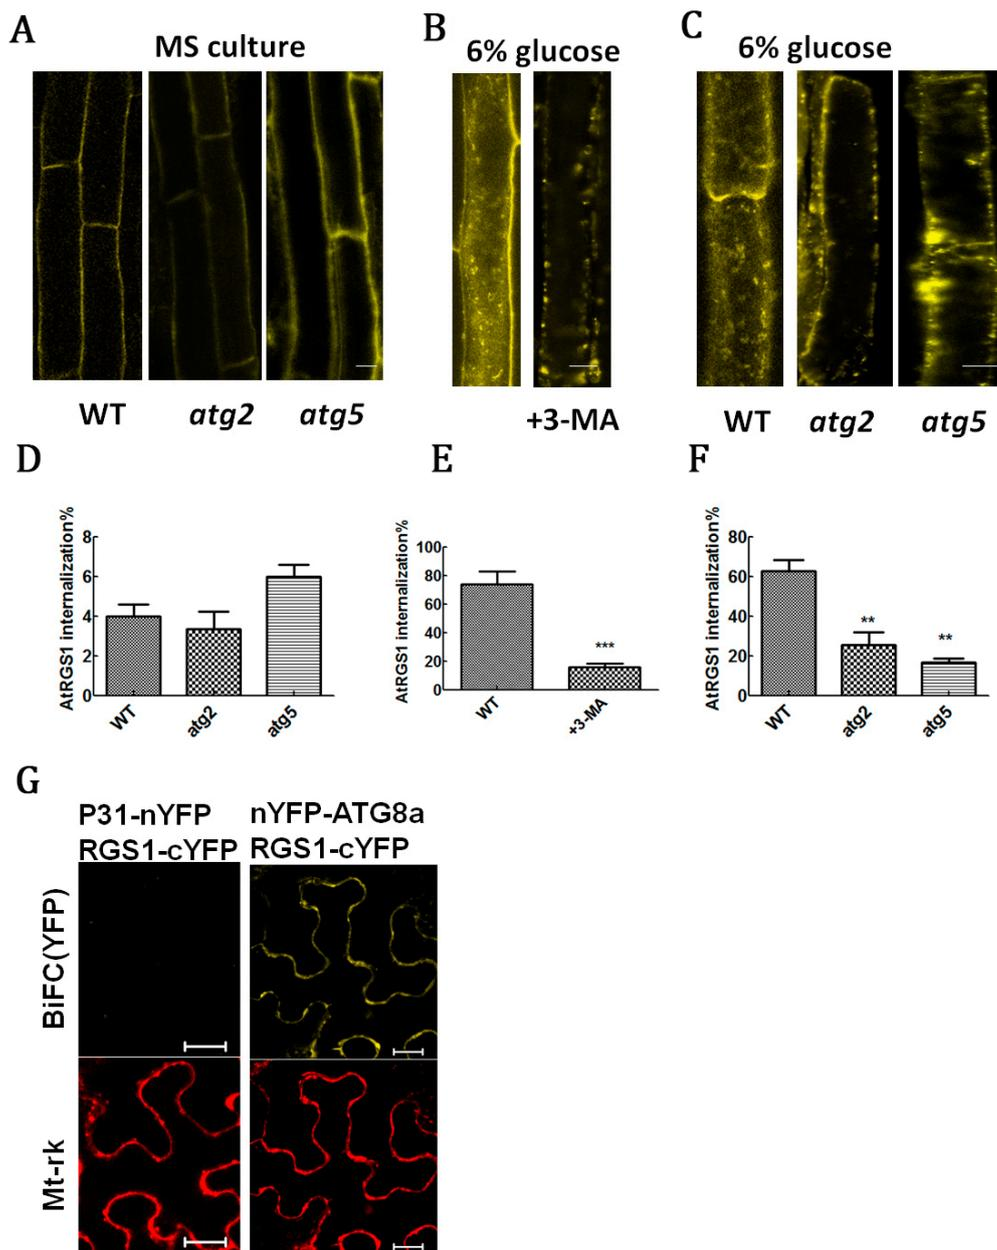 A
MS culture
WT
atg2
atg5
B
6% glucose
+3-MA
C
6% glucose
WT
atg2
atg5
D
AtRGS1 internalization%
8
6
4
2
0
WT
atg2
atg5
E
AtRGS1 internalization%
100
80
60
40
20
0
***
WT
+3-MA
F
AtRGS1 internalization%
80
60
40
20
0
**
**
WT
atg2
atg5
G
P31-nYFP
RGS1-cYFP
nYFP-ATG8a
RGS1-cYFP
BiFC(YFP)
Mt-rk